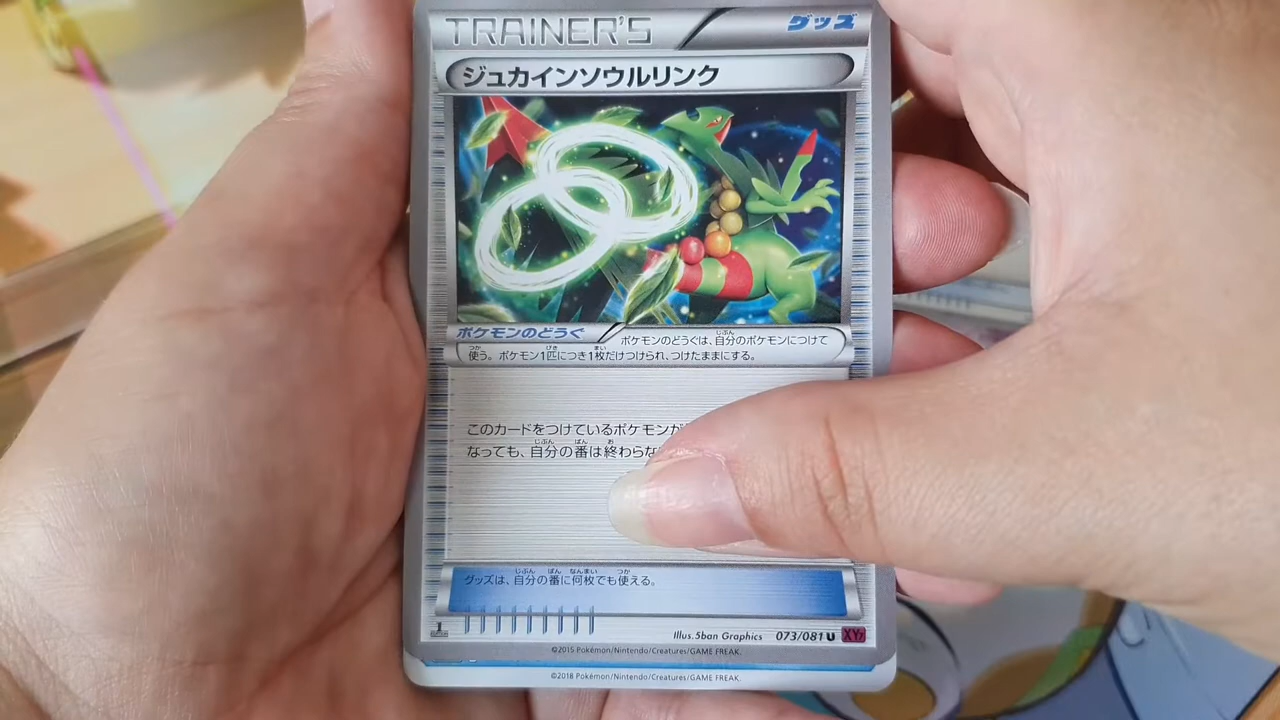 TRAINER'S グッズ
ジュカインソウルリンク
ポケモンのどうぐ
ポケモンのどうぐは、自分のポケモンにつけて
使う。ポケモン1匹につき1枚だけつけられ、つけたままにする。
このカードをつけているポケモンが
なっても、自分の番は終わらな
グッズは、自分の番に何枚でも使える。
1 EDITION
Illus. 5ban Graphics 073/081 U XY7
©2015 Pokémon/Nintendo/Creatures/GAME FREAK.
©2018 Pokémon/Nintendo/Creatures/GAME FREAK.